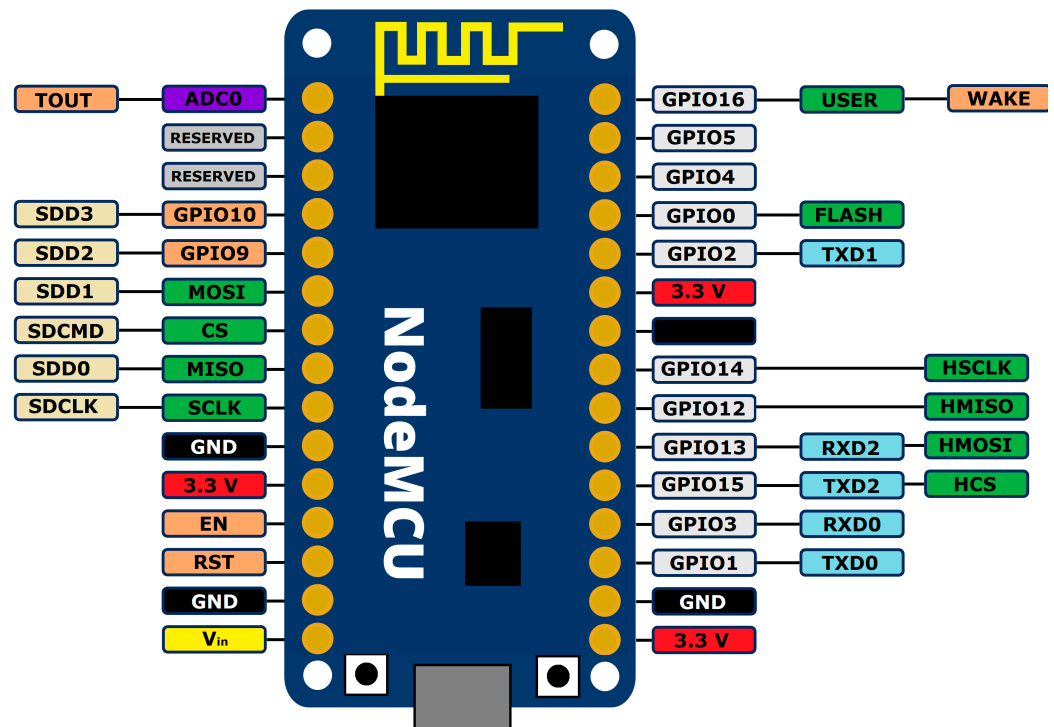 TOUT ADC0 GPIO16 USER WAKE
RESERVED GPIO5
RESERVED GPIO4
SDD3 GPIO10 GPIO0 FLASH
SDD2 GPIO9 GPIO2 TXD1
SDD1 MOSI 3.3 V
SDCMD CS
SDD0 MISO GPIO14 HSCLK
SDCLK SCLK GPIO12 HMISO
GND GPIO13 RXD2 HMOSI
3.3 V GPIO15 TXD2 HCS
EN GPIO3 RXD0
RST GPIO1 TXD0
GND GND
Vin 3.3 V
NodeMCU